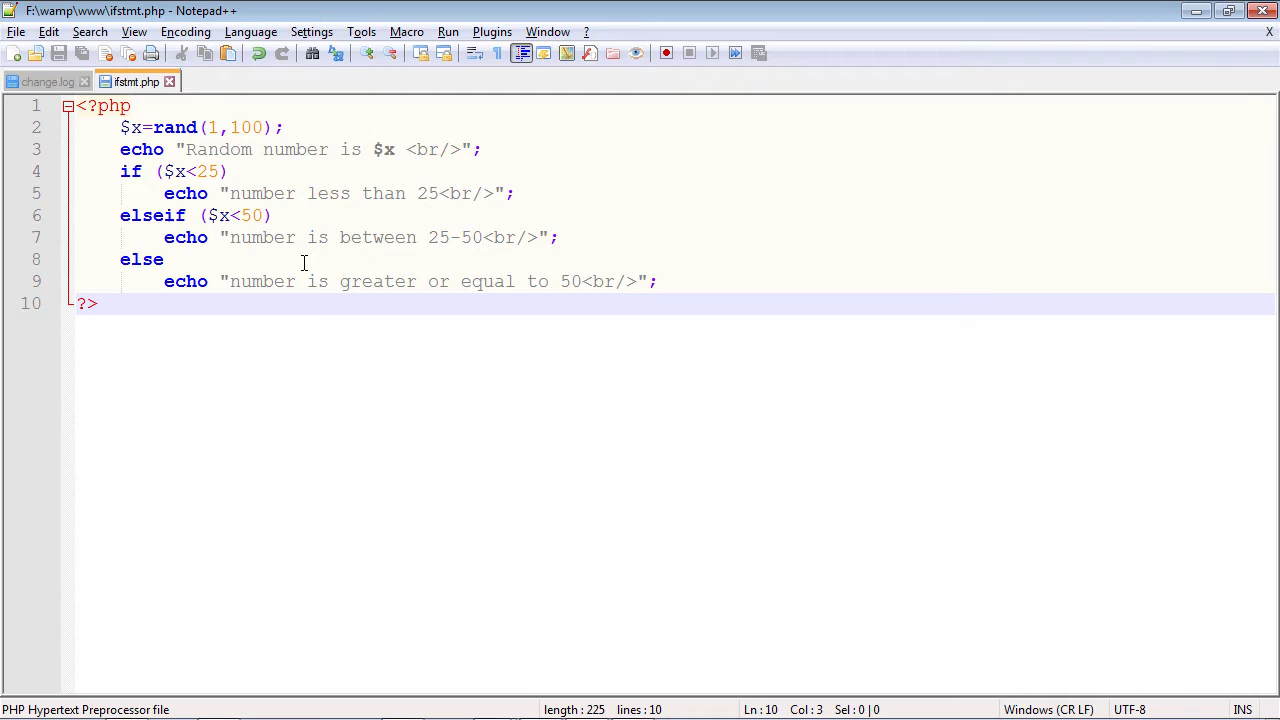 F:\wamp\www\ifstmt.php - Notepad++
File Edit Search View Encoding Language Settings Tools Macro Run Plugins Window ? X
change.log ifstmt.php
1 <?php
2 $x=rand(1,100);
3 echo "Random number is $x <br/>";
4 if ($x<25)
5 echo "number less than 25<br/>";
6 elseif ($x<50)
7 echo "number is between 25-50<br/>";
8 else
9 echo "number is greater or equal to 50<br/>";
10 ?>
PHP Hypertext Preprocessor file length : 225 lines : 10 Ln : 10 Col : 3 Sel : 0 | 0 Windows (CR LF) UTF-8 INS